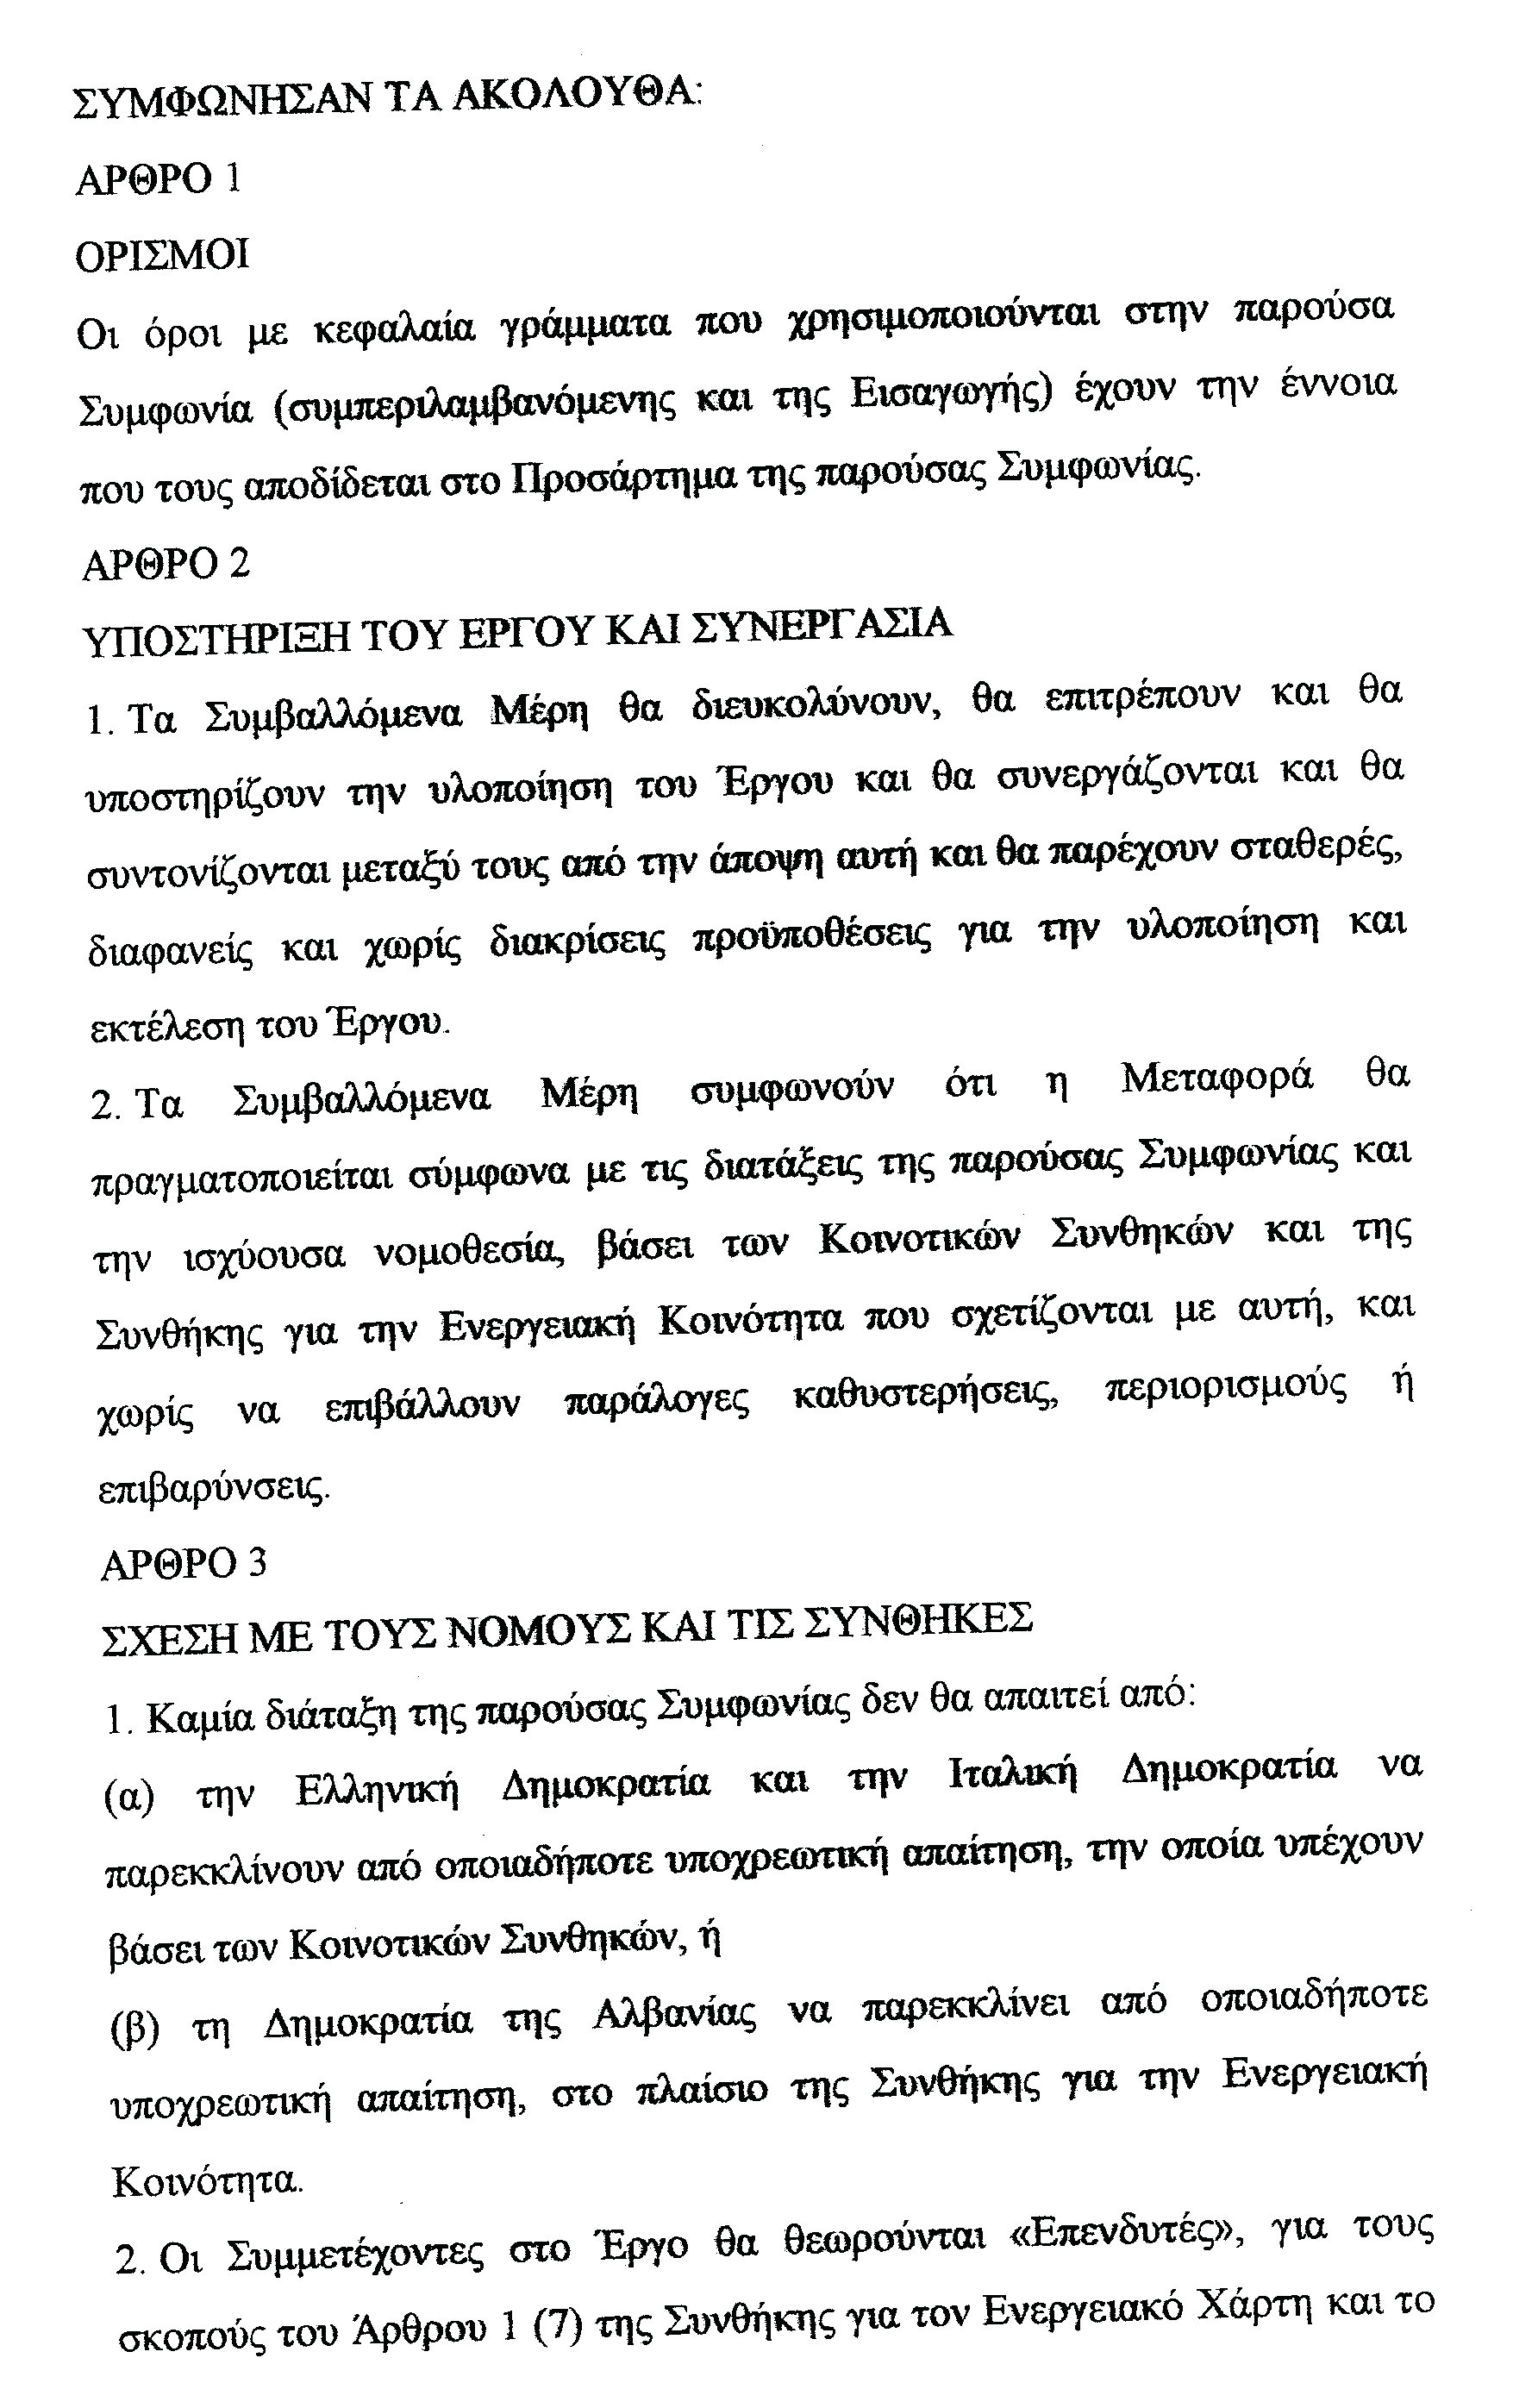 ΣΥΜΦΩΝΗΣΑΝ ΤΑ ΑΚΟΛΟΥΘΑ:
ΑΡΘΡΟ 1
ΟΡΙΣΜΟΙ
Οι όροι με κεφαλαία γράμματα που χρησιμοποιούνται στην παρούσα
Συμφωνία (συμπεριλαμβανόμενης και της Εισαγωγής) έχουν την έννοια
που τους αποδίδεται στο Προσάρτημα της παρούσας Συμφωνίας.
ΑΡΘΡΟ 2
ΥΠΟΣΤΗΡΙΞΗ ΤΟΥ ΕΡΓΟΥ ΚΑΙ ΣΥΝΕΡΓΑΣΙΑ
1. Τα Συμβαλλόμενα Μέρη θα διευκολύνουν, θα επιτρέπουν και θα
υποστηρίζουν την υλοποίηση του Έργου και θα συνεργάζονται και θα
συντονίζονται μεταξύ τους από την άποψη αυτή και θα παρέχουν σταθερές,
διαφανείς και χωρίς διακρίσεις προϋποθέσεις για την υλοποίηση και
εκτέλεση του Έργου.
2. Τα Συμβαλλόμενα Μέρη συμφωνούν ότι η Μεταφορά θα
πραγματοποιείται σύμφωνα με τις διατάξεις της παρούσας Συμφωνίας και
την ισχύουσα νομοθεσία, βάσει των Κοινοτικών Συνθηκών και της
Συνθήκης για την Ενεργειακή Κοινότητα που σχετίζονται με αυτή, και
χωρίς να επιβάλλουν παράλογες καθυστερήσεις, περιορισμούς ή
επιβαρύνσεις.
ΑΡΘΡΟ 3
ΣΧΕΣΗ ΜΕ ΤΟΥΣ ΝΟΜΟΥΣ ΚΑΙ ΤΙΣ ΣΥΝΘΗΚΕΣ
1. Καμία διάταξη της παρούσας Συμφωνίας δεν θα απαιτεί από:
(α) την Ελληνική Δημοκρατία και την Ιταλική Δημοκρατία να
παρεκκλίνουν από οποιαδήποτε υποχρεωτική απαίτηση, την οποία υπέχουν
βάσει των Κοινοτικών Συνθηκών, ή
(β) τη Δημοκρατία της Αλβανίας να παρεκκλίνει από οποιαδήποτε
υποχρεωτική απαίτηση, στο πλαίσιο της Συνθήκης για την Ενεργειακή
Κοινότητα.
2. Οι Συμμετέχοντες στο Έργο θα θεωρούνται «Επενδυτές», για τους
σκοπούς του Άρθρου 1 (7) της Συνθήκης για τον Ενεργειακό Χάρτη και το